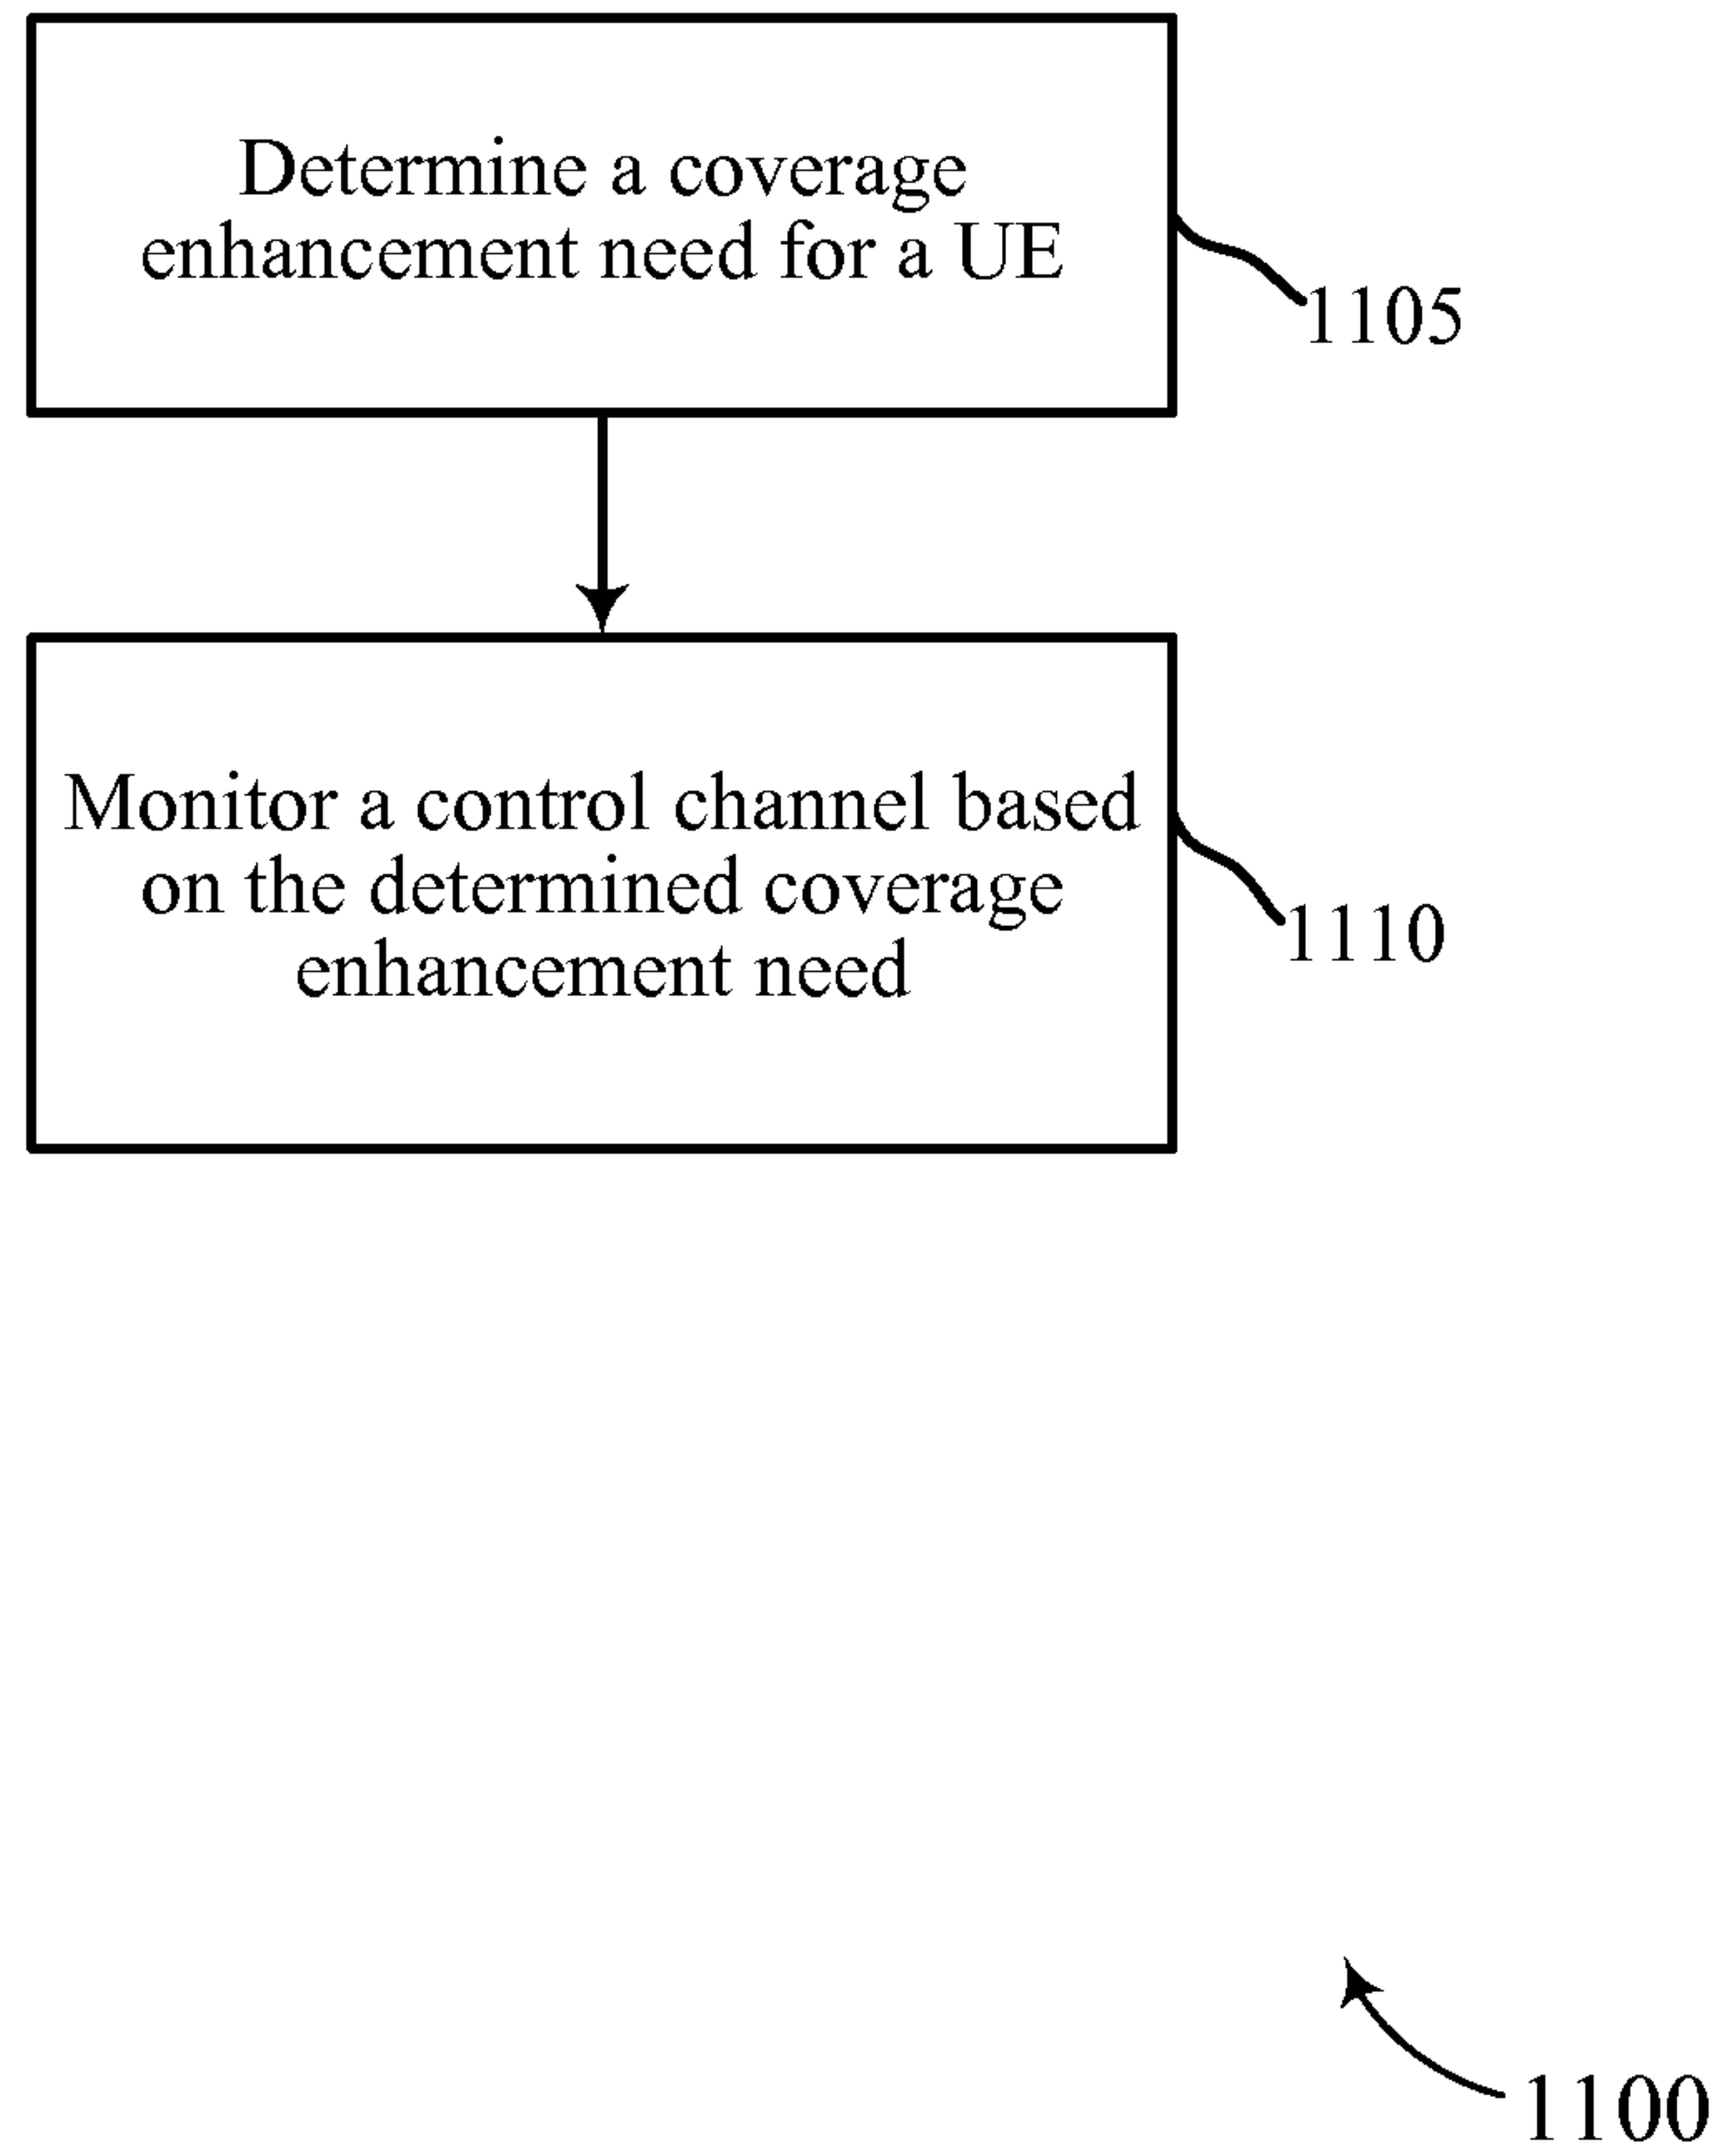 Determine a coverage
enhancement need for a UE
1105
Monitor a control channel based
on the determined coverage
enhancement need
1110
1100